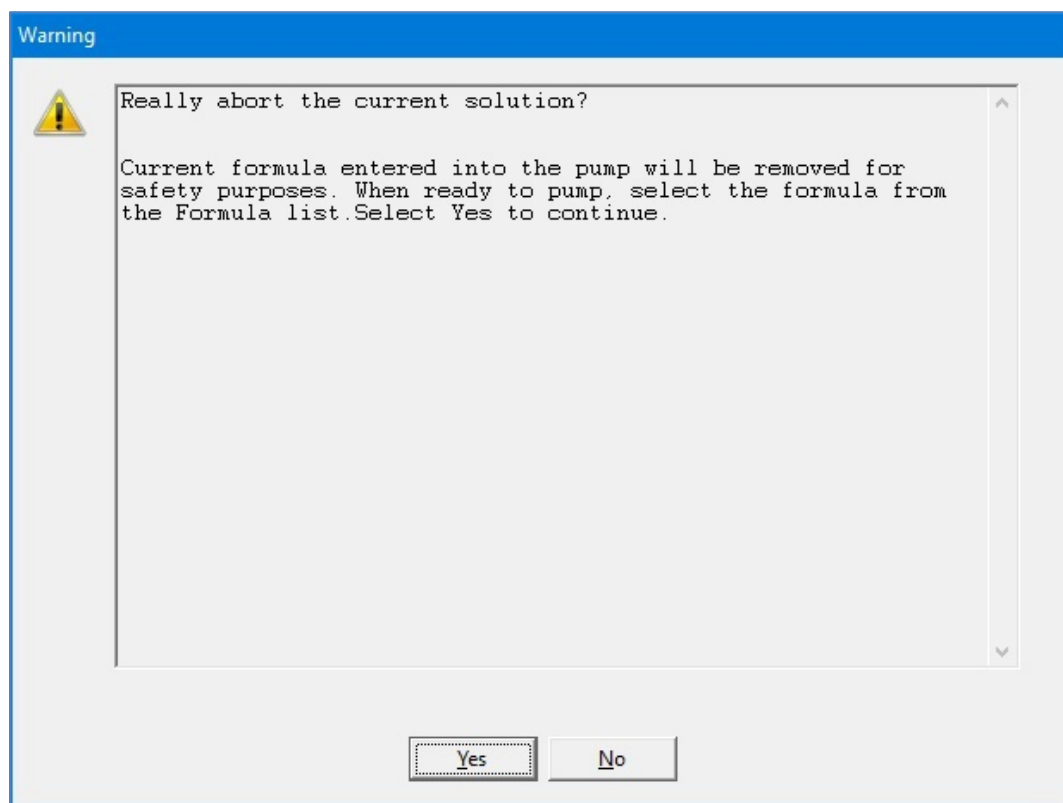 Warning
Really abort the current solution?
Current formula entered into the pump will be removed for
safety purposes. When ready to pump, select the formula from
the Formula list.Select Yes to continue.
Yes
No